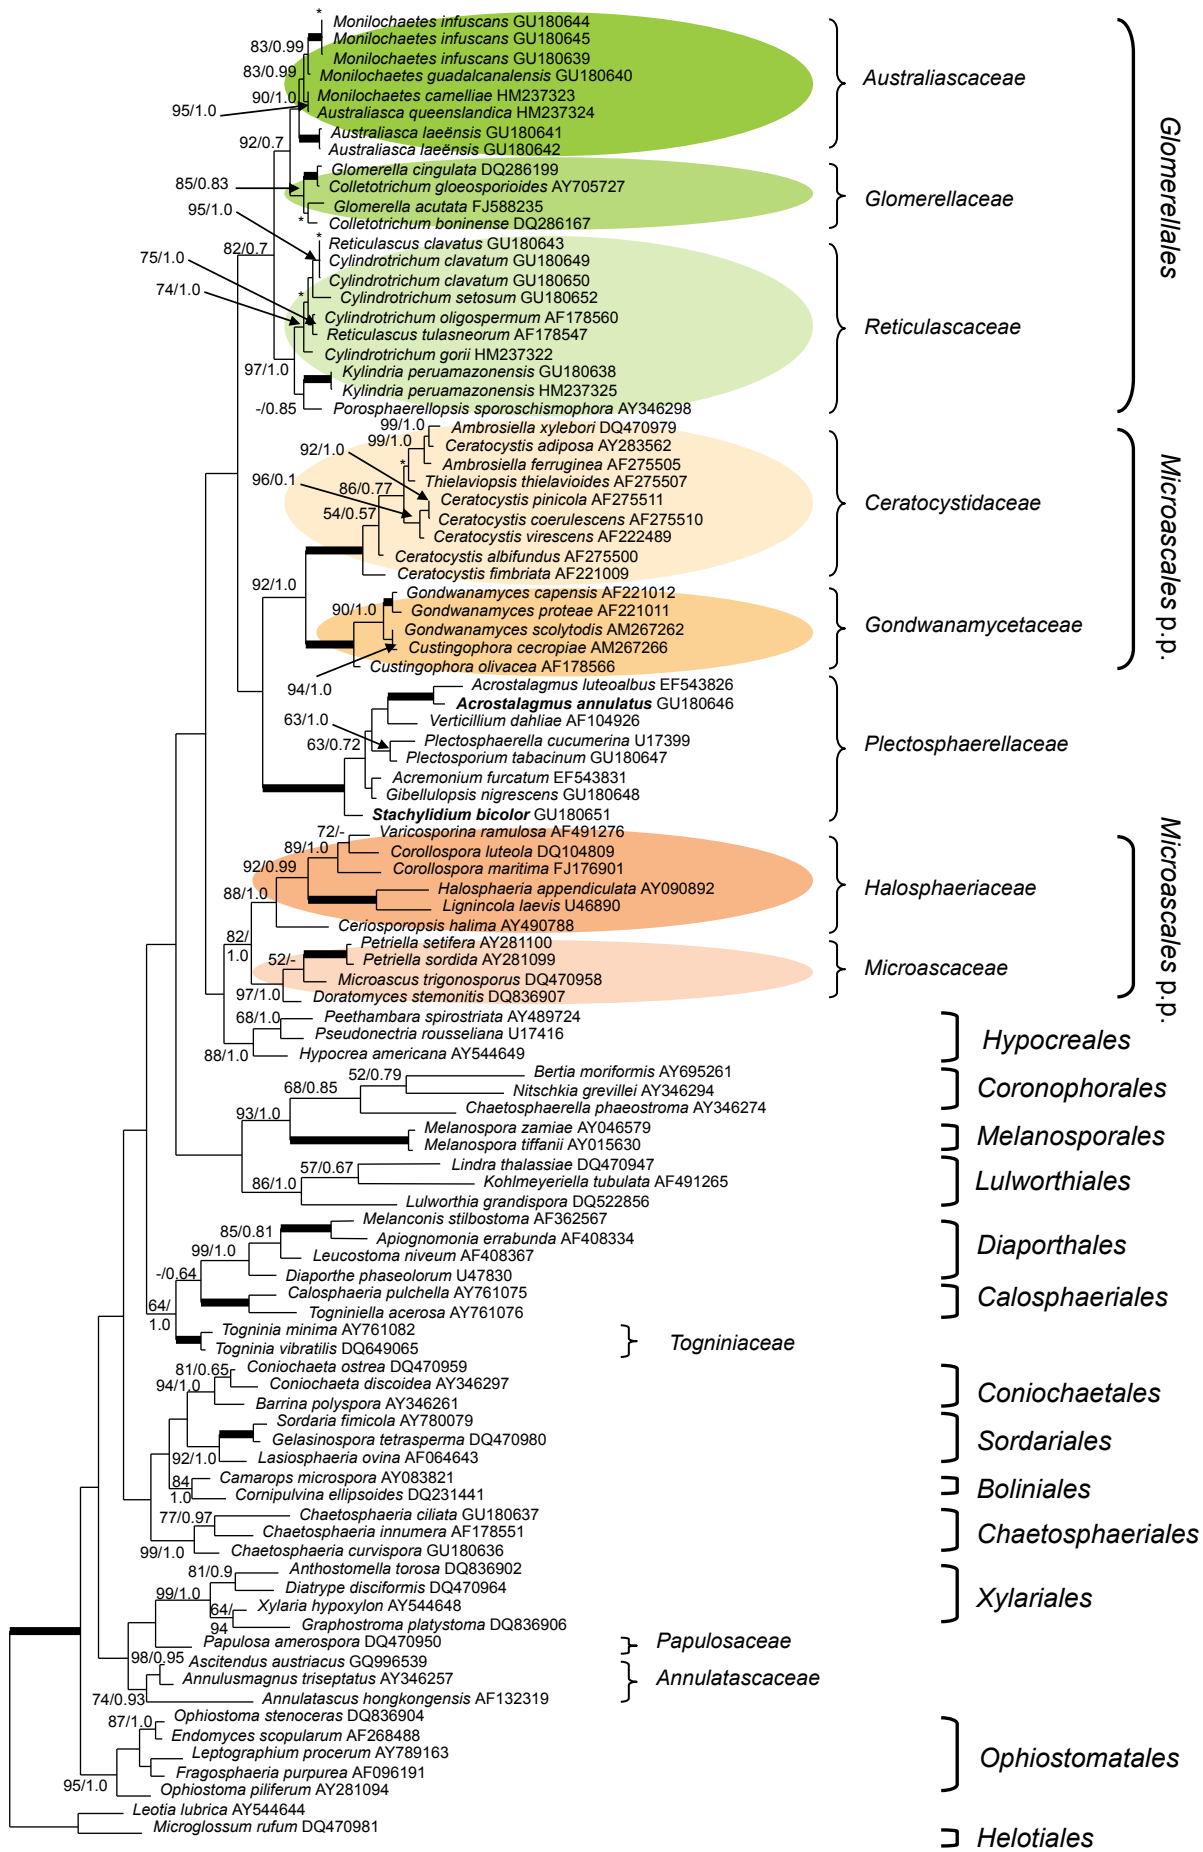 *
Monilochaetes infuscans GU180644
Monilochaetes infuscans GU180645
83/0.99
Monilochaetes infuscans GU180639
83/0.99
Monilochaetes guadalcanalensis GU180640
Australiascaceae
90/1.0
Monilochaetes camelliae HM237323
95/1.0
Australiasca queenslandica HM237324
Australiasca laeënsis GU180641
92/0.7
Australiasca laeënsis GU180642
Glomerellales
Glomerella cingulata DQ286199
85/0.83
Colletotrichum gloeosporioides AY705727
Glomerellaceae
Glomerella acutata FJ588235
95/1.0
*
Colletotrichum boninense DQ286167
*
82/0.7
Reticulascus clavatus GU180643
75/1.0
Cylindrotrichum clavatum GU180649
Cylindrotrichum clavatum GU180650
74/1.0
*
Cylindrotrichum setosum GU180652
Cylindrotrichum oligospermum AF178560
Reticulascaceae
Reticulascus tulasneorum AF178547
Cylindrotrichum gorii HM237322
97/1.0
Kylindria peruamazonensis GU180638
Kylindria peruamazonensis HM237325
-/0.85
Porosphaerellopsis sporoschismophora AY346298
99/1.0
Ambrosiella xylebori DQ470979
99/1.0
Ceratocystis adiposa AY283562
92/1.0
*
Ambrosiella ferruginea AF275505
96/0.1
Thielaviopsis thielavioides AF275507
86/0.77
Ceratocystis pinicola AF275511
Ceratocystidaceae
54/0.57
Ceratocystis coerulescens AF275510
Ceratocystis virescens AF222489
Ceratocystis albifundus AF275500
Microascales p.p.
92/1.0
Ceratocystis fimbriata AF221009
Gondwanamyces capensis AF221012
90/1.0
Gondwanamyces proteae AF221011
Gondwanamyces scolytodis AM267262
Gondwanamycetaceae
Custingophora cecropiae AM267266
Custingophora olivacea AF178566
94/1.0
Acrostalagmus luteoalbus EF543826
Acrostalagmus annulatus GU180646
63/1.0
Verticillium dahliae AF104926
63/0.72
Plectosphaerella cucumerina U17399
Plectosphaerellaceae
Plectosporium tabacinum GU180647
Acremonium furcatum EF543831
Gibellulopsis nigrescens GU180648
Stachylidium bicolor GU180651
72/-
Varicosporina ramulosa AF491276
89/1.0
Corollospora luteola DQ104809
92/0.99
Corollospora maritima FJ176901
88/1.0
Halosphaeria appendiculata AY090892
Halosphaeriaceae
Lignincola laevis U46890
Ceriosporopsis halima AY490788
Microascales p.p.
82/
1.0
Petriella setifera AY281100
52/-
Petriella sordida AY281099
Microascaceae
Microascus trigonosporus DQ470958
97/1.0
Doratomyces stemonitis DQ836907
68/1.0
Peethambara spirostriata AY489724
Pseudonectria rousseliana U17416
Hypocreales
88/1.0
Hypocrea americana AY544649
52/0.79
Bertia moriformis AY695261
68/0.85
Nitschkia grevillei AY346294
Coronophorales
93/1.0
Chaetosphaerella phaeostroma AY346274
Melanospora zamiae AY046579
Melanosporales
Melanospora tiffanii AY015630
57/0.67
Lindra thalassiae DQ470947
86/1.0
Kohlmeyeriella tubulata AF491265
Lulworthiales
Lulworthia grandispora DQ522856
85/0.81
Melanconis stilbostoma AF362567
Apiognomonia errabunda AF408334
Diaporthales
99/1.0
Leucostoma niveum AF408367
-/0.64
Diaporthe phaseolorum U47830
Calosphaeria pulchella AY761075
Calosphaeriales
64/
1.0
Togniniella acerosa AY761076
Togninia minima AY761082
Togniniaceae
Togninia vibratilis DQ649065
81/0.65
Coniochaeta ostrea DQ470959
94/1.0
Coniochaeta discoidea AY346297
Coniochaetales
Barrina polyspora AY346261
Sordaria fimicola AY780079
Gelasinospora tetrasperma DQ470980
Sordariales
92/1.0
Lasiosphaeria ovina AF064643
84
1.0
Camarops microspora AY083821
Boliniales
Cornipulvina ellipsoides DQ231441
77/0.97
Chaetosphaeria ciliata GU180637
Chaetosphaeria innumera AF178551
Chaetosphaeriales
99/1.0
Chaetosphaeria curvispora GU180636
81/0.9
Anthostomella torosa DQ836902
99/1.0
Diatrype disciformis DQ470964
Xylariales
64/
94
Xylaria hypoxylon AY544648
Graphostroma platystoma DQ836906
Papulosa amerospora DQ470950
Papulosaceae
98/0.95
Ascitendus austriacus GQ996539
Annulusmagnus triseptatus AY346257
Annulatascaceae
74/0.93
Annulatascus hongkongensis AF132319
87/1.0
Ophiostoma stenoceras DQ836904
Endomyces scopularum AF268488
Leptographium procerum AY789163
Ophiostomatales
Fragosphaeria purpurea AF096191
95/1.0
Ophiostoma piliferum AY281094
Leotia lubrica AY544644
Microglossum rufum DQ470981
Helotiales